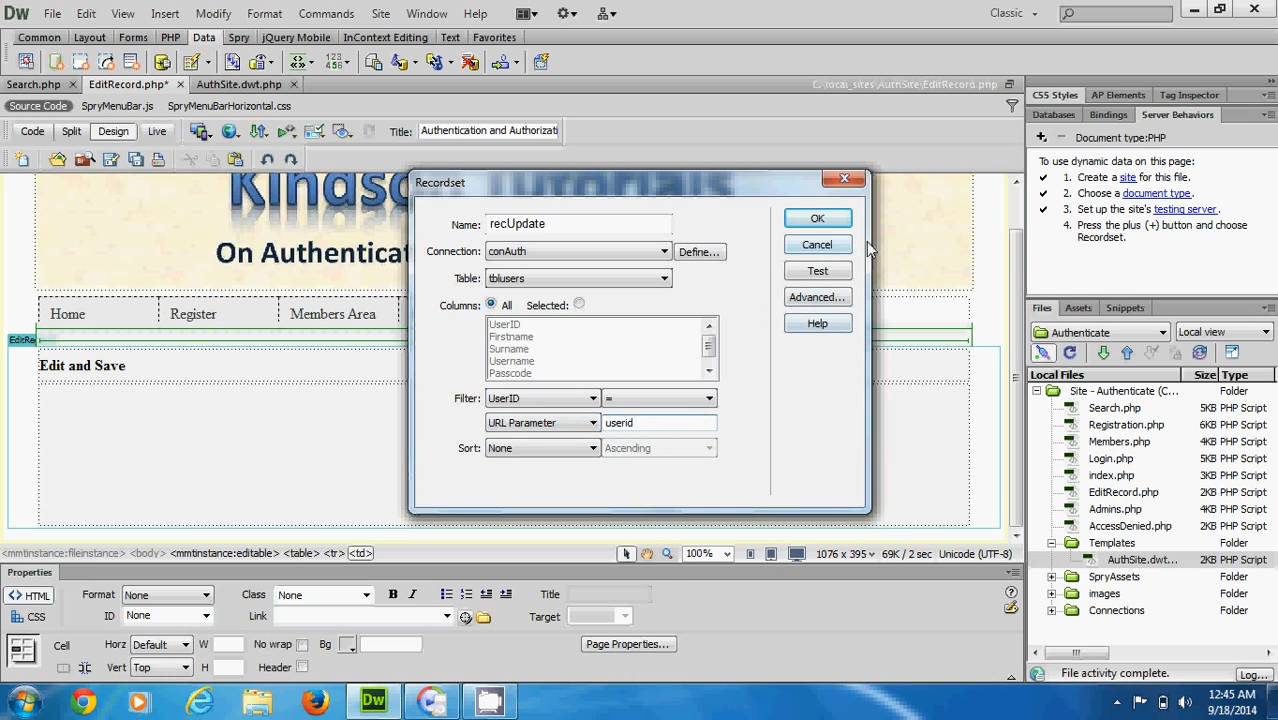 Dw File Edit View Insert Modify Format Commands Site Window Help Classic
Common Layout Forms PHP Data Spry jQuery Mobile InContext Editing Text Favorites
Search.php EditRecord.php* AuthSite.dwt.php C:\local_sites\AuthSite\EditRecord.php
Source Code SpryMenuBar.js SpryMenuBarHorizontal.css
Code Split Design Live Title: Authentication and Authorizati
CSS Styles AP Elements Tag Inspector
Databases Bindings Server Behaviors
Document type:PHP
To use dynamic data on this page:
1. Create a site for this file.
2. Choose a document type.
3. Set up the site's testing server.
4. Press the plus (+) button and choose
Recordset.
Tutorials
On Authenticat
Home Register Members Area
Edit and Save
Recordset
Name: recUpdate OK
Connection: conAuth Define... Cancel
Table: tblusers Test
Columns: All Selected: Advanced...
UserID Help
Firstname
Surname
Username
Passcode
Filter: UserID =
URL Parameter userid
Sort: None Ascending
Files Assets Snippets
Authenticate Local view
Local Files Size Type
Site - Authenticate (C... Folder
Search.php 5KB PHP Script
Registration.php 6KB PHP Script
Members.php 4KB PHP Script
Login.php 5KB PHP Script
index.php 3KB PHP Script
EditRecord.php 2KB PHP Script
Admins.php 4KB PHP Script
AccessDenied.php 2KB PHP Script
Templates Folder
AuthSite.dwt... 2KB PHP Script
SpryAssets Folder
images Folder
Connections Folder
File activity complete. Log...
<mmtinstance:fileinstance> <body> <mmtinstance:editable> <table> <tr> <td> 100% 1076 x 395 69K / 2 sec Unicode (UTF-8)
Properties
HTML Format None Class None B I Title
CSS ID None Link Target
Cell Horz Default W No wrap Bg Page Properties...
Vert Top H Header
Dw 12:45 AM
9/18/2014